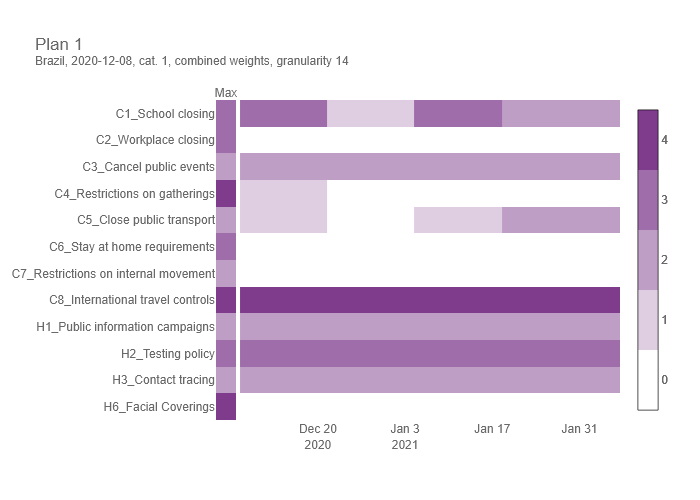 Plan 1
Brazil, 2020-12-08, cat. 1, combined weights, granularity 14
Max
C1_School closing
C2_Workplace closing
C3_Cancel public events
C4_Restrictions on gatherings
C5_Close public transport
C6_Stay at home requirements
C7_Restrictions on internal movement
C8_International travel controls
H1_Public information campaigns
H2_Testing policy
H3_Contact tracing
H6_Facial Coverings
Dec 20 Jan 3 Jan 17 Jan 31
2020 2021
4
3
2
1
0